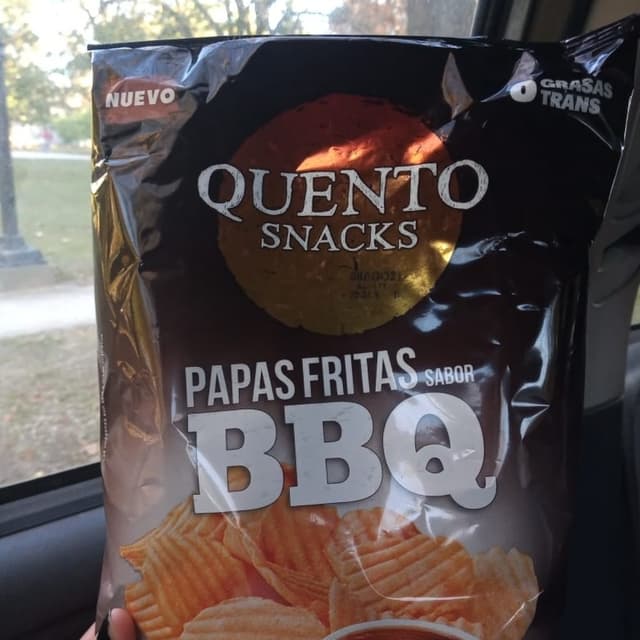 NUEVO
0 GRASAS
TRANS
QUENTO
SNACKS
PAPAS FRITAS SABOR
BBQ